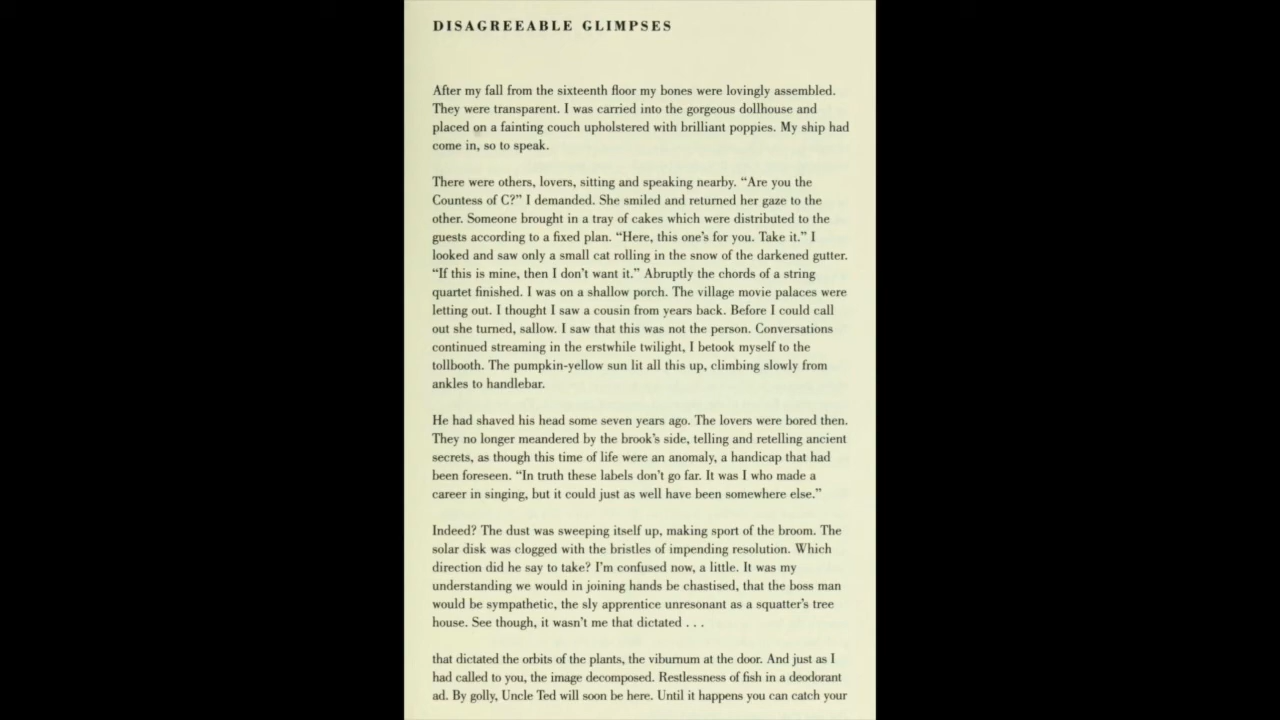 DISAGREEABLE GLIMPSES
After my fall from the sixteenth floor my bones were lovingly assembled.
They were transparent. I was carried into the gorgeous dollhouse and
placed on a fainting couch upholstered with brilliant poppies. My ship had
come in, so to speak.
There were others, lovers, sitting and speaking nearby. “Are you the
Countess of C?” I demanded. She smiled and returned her gaze to the
other. Someone brought in a tray of cakes which were distributed to the
guests according to a fixed plan. “Here, this one’s for you. Take it.” I
looked and saw only a small cat rolling in the snow of the darkened gutter.
“If this is mine, then I don’t want it.” Abruptly the chords of a string
quartet finished. I was on a shallow porch. The village movie palaces were
letting out. I thought I saw a cousin from years back. Before I could call
out she turned, sallow. I saw that this was not the person. Conversations
continued streaming in the erstwhile twilight, I betook myself to the
tollbooth. The pumpkin-yellow sun lit all this up, climbing slowly from
ankles to handlebar.
He had shaved his head some seven years ago. The lovers were bored then.
They no longer meandered by the brook’s side, telling and retelling ancient
secrets, as though this time of life were an anomaly, a handicap that had
been foreseen. “In truth these labels don’t go far. It was I who made a
career in singing, but it could just as well have been somewhere else.”
Indeed? The dust was sweeping itself up, making sport of the broom. The
solar disk was clogged with the bristles of impending resolution. Which
direction did he say to take? I’m confused now, a little. It was my
understanding we would in joining hands be chastised, that the boss man
would be sympathetic, the sly apprentice unresonant as a squatter’s tree
house. See though, it wasn’t me that dictated . . .
that dictated the orbits of the plants, the viburnum at the door. And just as I
had called to you, the image decomposed. Restlessness of fish in a deodorant
ad. By golly, Uncle Ted will soon be here. Until it happens you can catch your